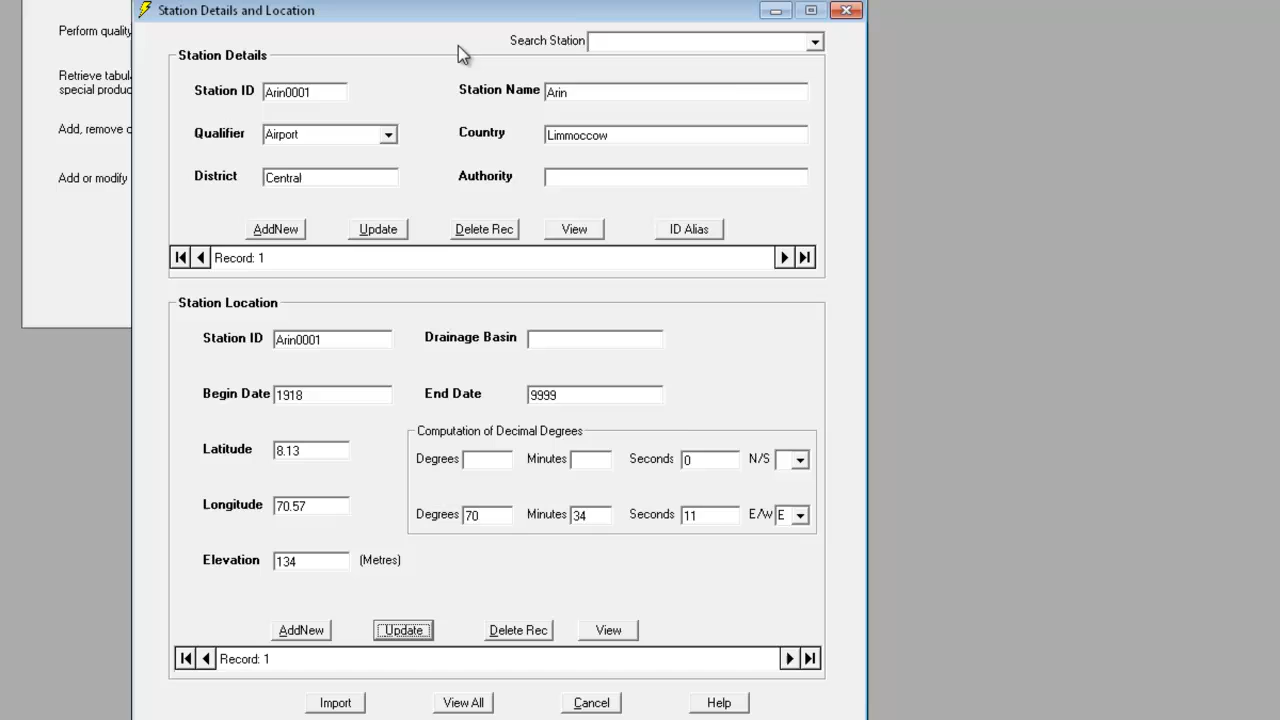 Station Details and Location
Perform quality
Retrieve tabula
special produc
Add, remove o
Add or modify
Search Station
Station Details
Station ID Arin0001 Station Name Arin
Qualifier Airport Country Limmoccow
District Central Authority
AddNew Update Delete Rec View ID Alias
Record: 1
Station Location
Station ID Arin0001 Drainage Basin
Begin Date 1918 End Date 9999
Computation of Decimal Degrees
Latitude 8.13 Degrees Minutes Seconds 0 N/S
Longitude 70.57 Degrees 70 Minutes 34 Seconds 11 E/W E
Elevation 134 (Metres)
AddNew Update Delete Rec View
Record: 1
Import View All Cancel Help